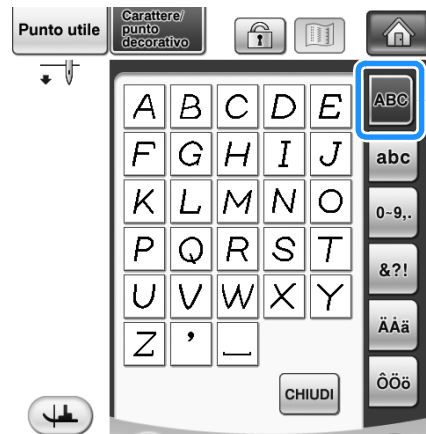 Punto utile
Carattere/
punto
decorativo
A B C D E
F G H I J
K L M N O
P Q R S T
U V W X Y
Z ' _
CHIUDI
ABC
abc
0~9,.
&?!
ÄÅä
ÔÖö